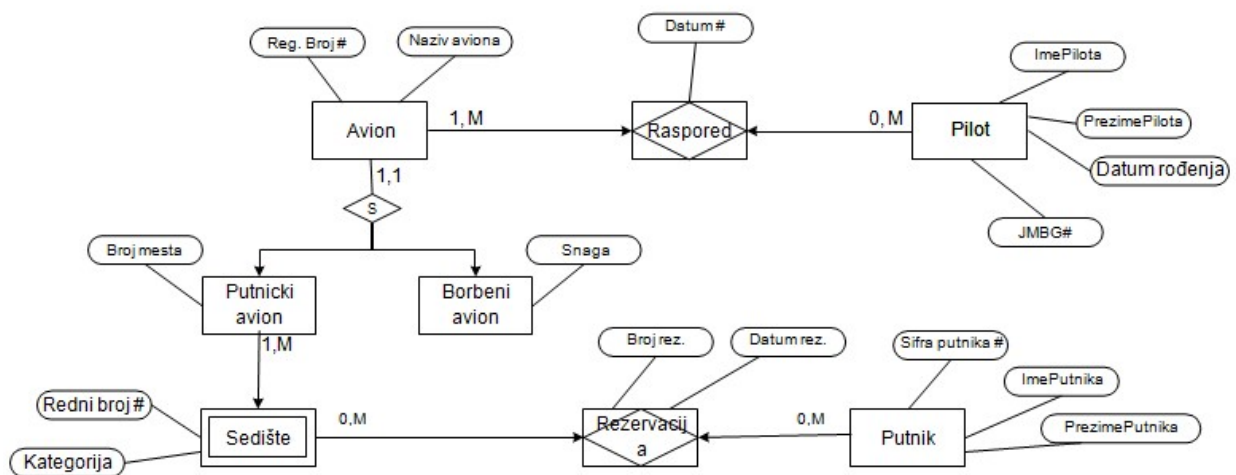 Datum #
Reg. Broj #
Naziv aviona
ImePilota
Avion
1, M
Raspored
0, M
Pilot
PrezimePilota
Datum rođenja
1,1
S
JMBG#
Broj mesta
Snaga
Putnicki
avion
Borbeni
avion
1,M
Broj rez.
Datum rez.
Sifra putnika #
ImePutnika
Redni broj #
Sedište
0,M
Rezervacij
a
0,M
Putnik
PrezimePutnika
Kategorija